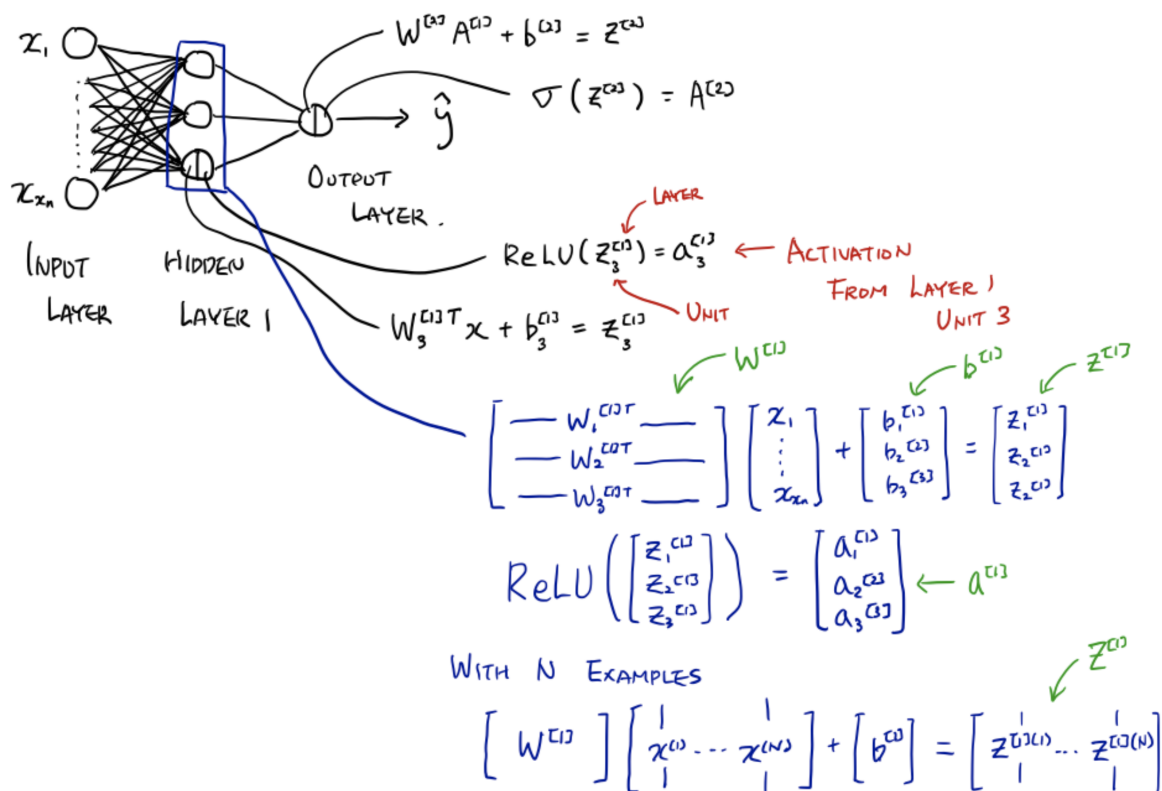 x₁
W^[2] A^[1] + b^[2] = z^[2]
σ(z^[2]) = A^[2]
ŷ
x_xₙ
OUTPUT
LAYER.
INPUT
LAYER
HIDDEN
LAYER 1
LAYER
ReLU(z₃^[1]) = a₃^[1]
ACTIVATION
FROM LAYER 1
UNIT 3
UNIT
W₃^[1]T x + b₃^[1] = z₃^[1]
W^[1] b^[1] z^[1]
[ — W₁^[1]T — ] [ x₁ ] + [ b₁^[1] ] = [ z₁^[1] ]
[ — W₂^[1]T — ] [ ⋮ ] [ b₂^[2] ] [ z₂^[1] ]
[ — W₃^[1]T — ] [ x_xₙ ] [ b₃^[3] ] [ z₂^[1] ]
ReLU ( [ z₁^[1] ] ) = [ a₁^[1] ]
[ z₂^[1] ] [ a₂^[2] ] a^[1]
[ z₃^[1] ] [ a₃^[3] ]
WITH N EXAMPLES
Z^[1]
[ W^[1] ] [ x^(1) ... x^(N) ] + [ b^[1] ] = [ z^[1](1) ... z^[1](N) ]